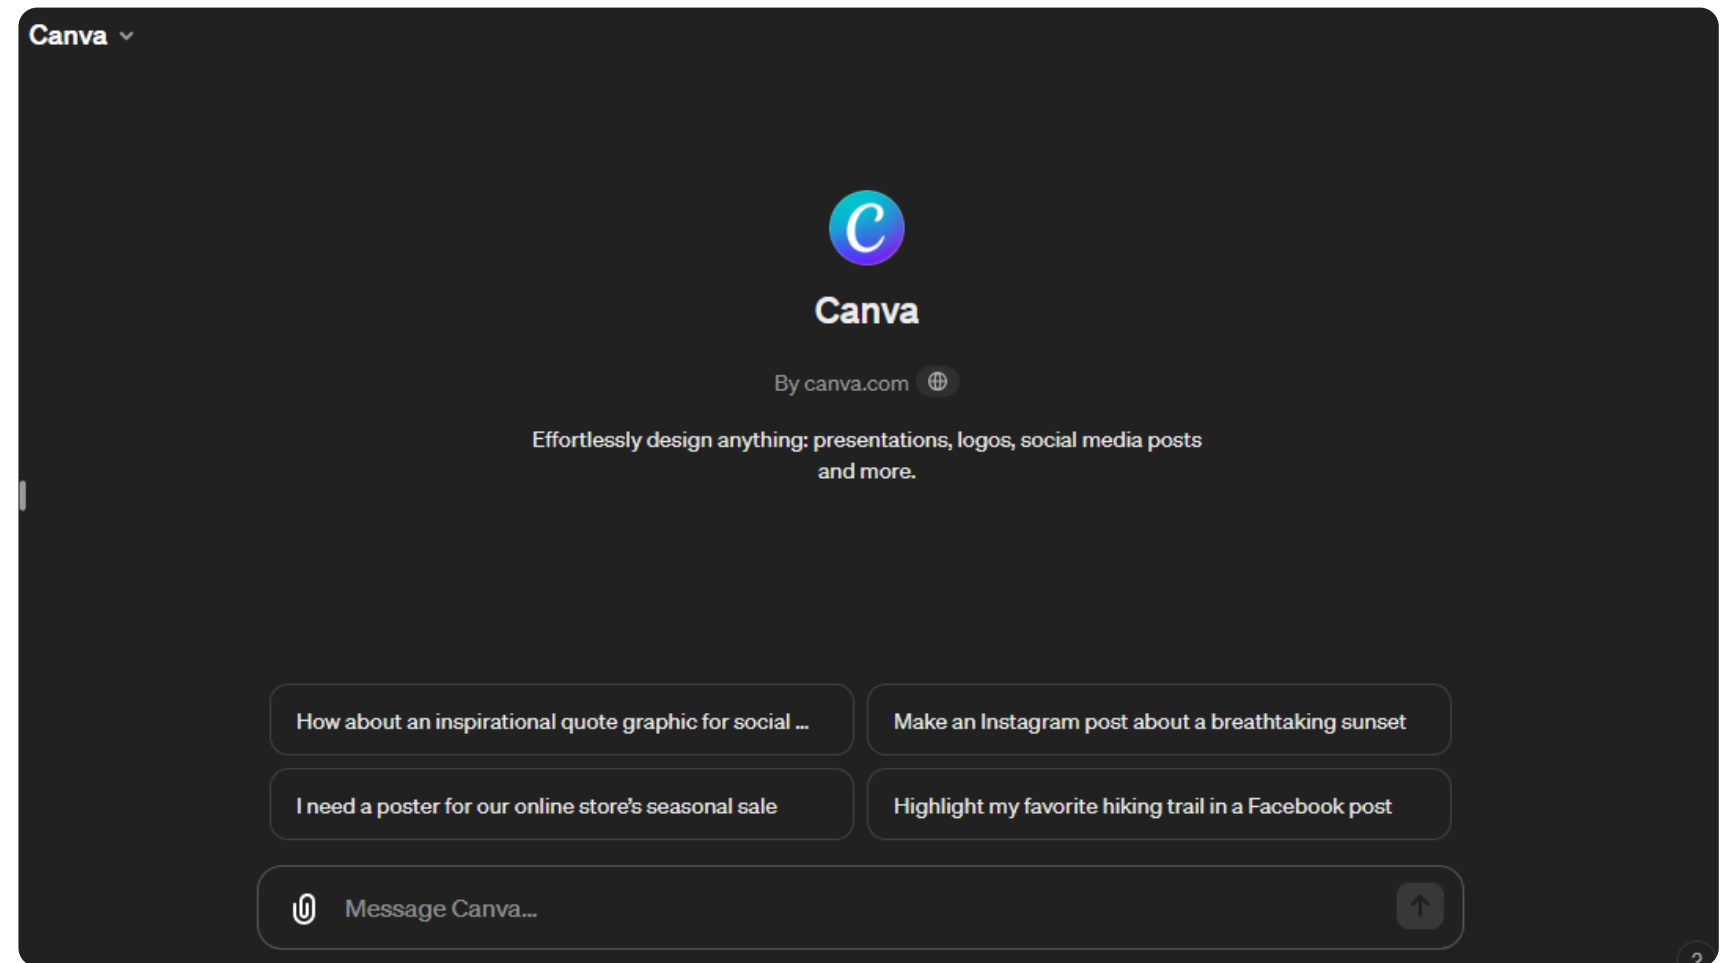 Canva
C
Canva
By canva.com
Effortlessly design anything: presentations, logos, social media posts
and more.
How about an inspirational quote graphic for social ...
Make an Instagram post about a breathtaking sunset
I need a poster for our online store's seasonal sale
Highlight my favorite hiking trail in a Facebook post
Message Canva...
?